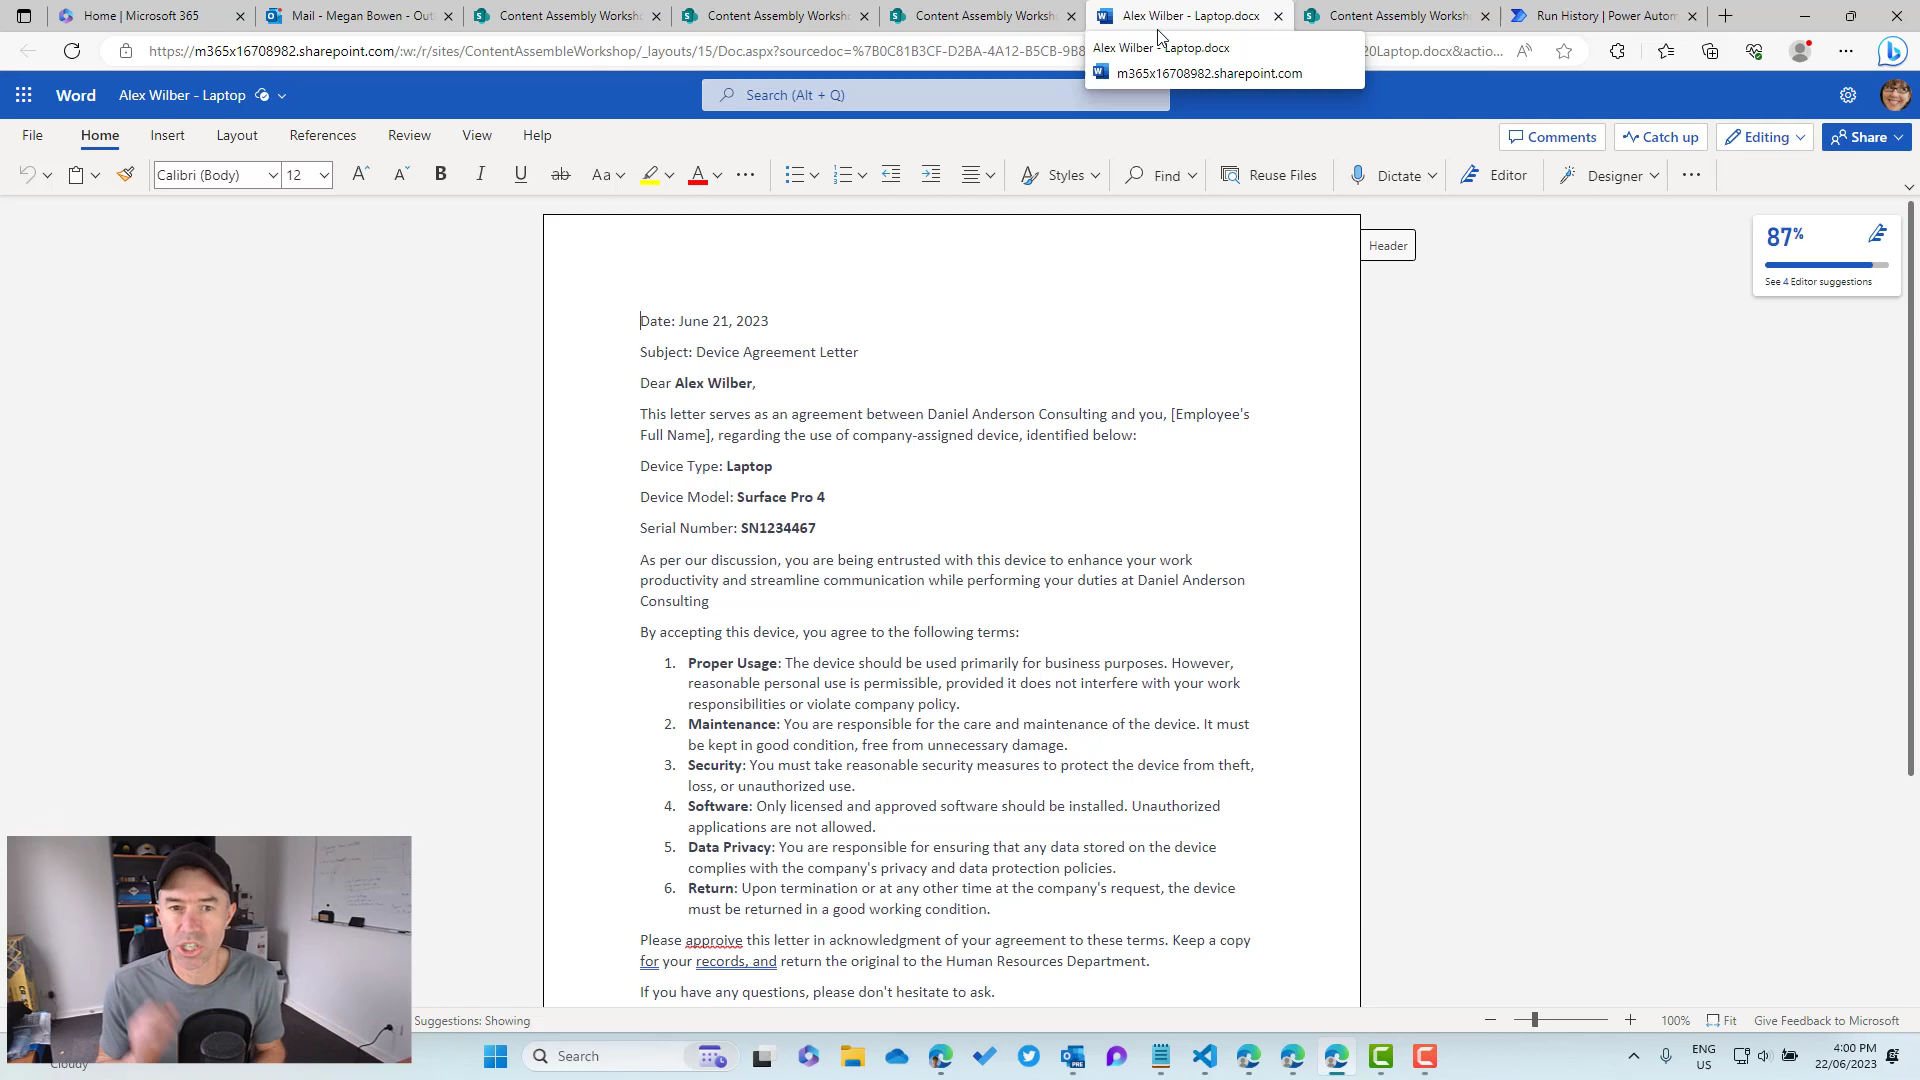 Home | Microsoft 365
Mail - Megan Bowen - Out
Content Assembly Worksh
Content Assembly Worksh
Content Assembly Worksh
Alex Wilber - Laptop.docx
Content Assembly Worksh
Run History | Power Autom
https://m365x16708982.sharepoint.com/:w:/r/sites/ContentAssembleWorkshop/_layouts/15/Doc.aspx?sourcedoc=%7B0C81B3CF-D2BA-4A12-B5CB-9B8
20Laptop.docx&actio...
Alex Wilber - Laptop.docx
m365x16708982.sharepoint.com
Word
Alex Wilber - Laptop
Search (Alt + Q)
File Home Insert Layout References Review View Help
Comments
Catch up
Editing
Share
Calibri (Body)
12
B I U ab Aa A
Styles
Find
Reuse Files
Dictate
Editor
Designer
Header
87%
See 4 Editor suggestions
Date: June 21, 2023
Subject: Device Agreement Letter
Dear Alex Wilber,
This letter serves as an agreement between Daniel Anderson Consulting and you, [Employee's
Full Name], regarding the use of company-assigned device, identified below:
Device Type: Laptop
Device Model: Surface Pro 4
Serial Number: SN1234467
As per our discussion, you are being entrusted with this device to enhance your work
productivity and streamline communication while performing your duties at Daniel Anderson
Consulting
By accepting this device, you agree to the following terms:
1. Proper Usage: The device should be used primarily for business purposes. However,
reasonable personal use is permissible, provided it does not interfere with your work
responsibilities or violate company policy.
2. Maintenance: You are responsible for the care and maintenance of the device. It must
be kept in good condition, free from unnecessary damage.
3. Security: You must take reasonable security measures to protect the device from theft,
loss, or unauthorized use.
4. Software: Only licensed and approved software should be installed. Unauthorized
applications are not allowed.
5. Data Privacy: You are responsible for ensuring that any data stored on the device
complies with the company's privacy and data protection policies.
6. Return: Upon termination or at any other time at the company's request, the device
must be returned in a good working condition.
Please approive this letter in acknowledgment of your agreement to these terms. Keep a copy
for your records, and return the original to the Human Resources Department.
If you have any questions, please don't hesitate to ask.
Suggestions: Showing
100%
Fit
Give Feedback to Microsoft
Cloudy
Search
ENG
US
4:00 PM
22/06/2023